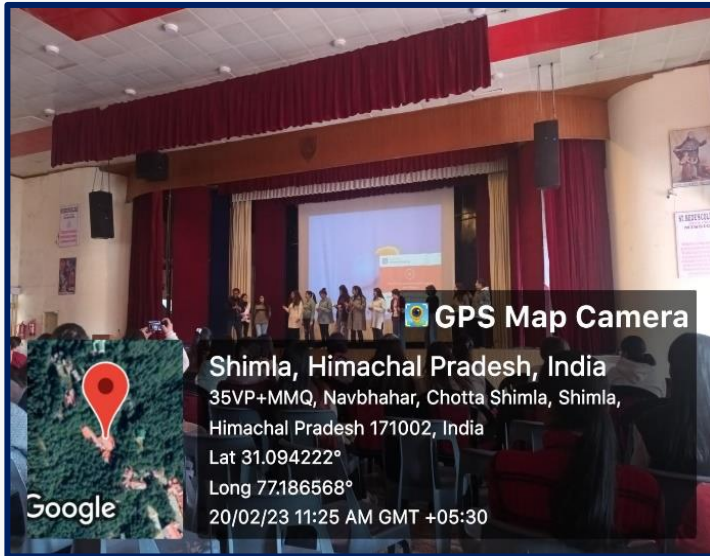 GPS Map Camera
Shimla, Himachal Pradesh, India
35VP+MMQ, Navbhahar, Chotta Shimla, Shimla,
Himachal Pradesh 171002, India
Lat 31.094222°
Long 77.186568°
20/02/23 11:25 AM GMT +05:30
Google